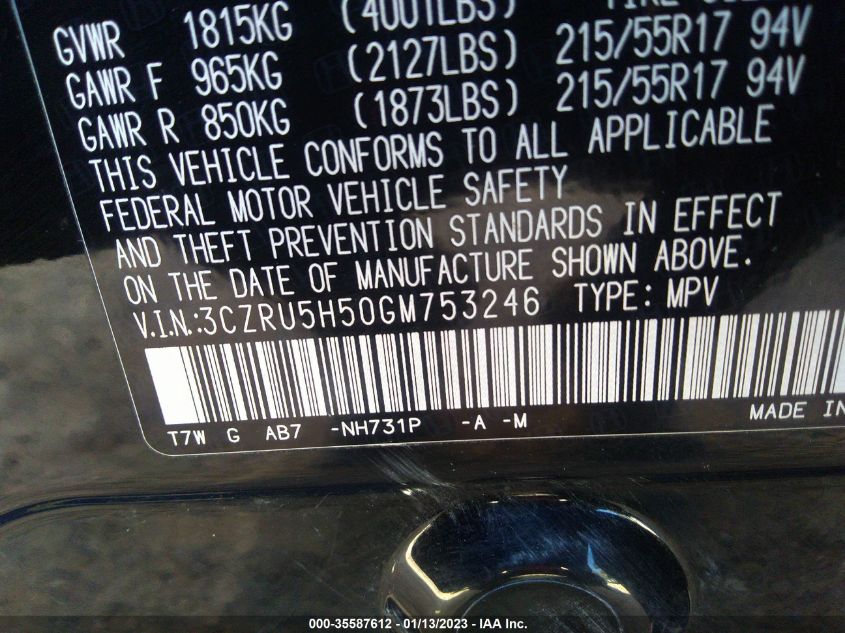 GVWR 1815KG (4001LBS)
GAWR F 965KG (2127LBS) 215/55R17 94V
GAWR R 850KG (1873LBS) 215/55R17 94V
THIS VEHICLE CONFORMS TO ALL APPLICABLE
FEDERAL MOTOR VEHICLE SAFETY
AND THEFT PREVENTION STANDARDS IN EFFECT
ON THE DATE OF MANUFACTURE SHOWN ABOVE.
V.I.N.:3CZRU5H50GM753246 TYPE: MPV
T7W G AB7 -NH731P -A -M MADE IN
000-35587612 - 01/13/2023 - IAA Inc.